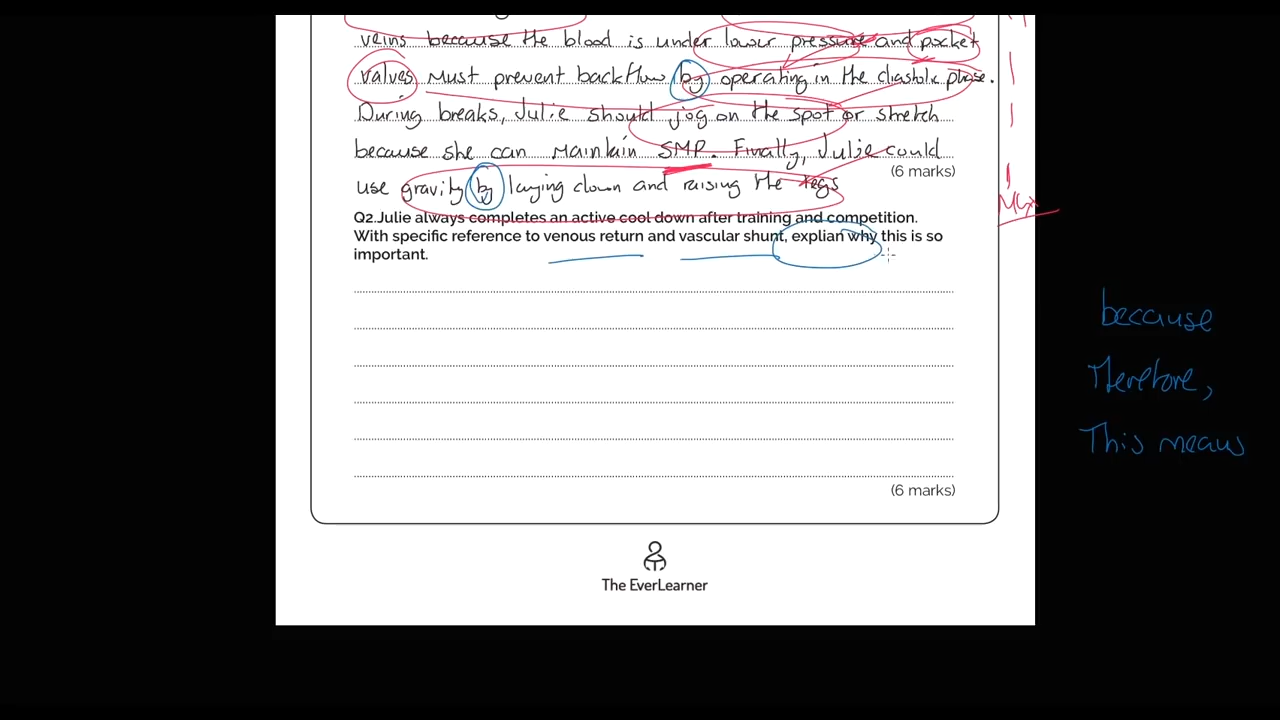 veins because the blood is under lower pressure and pocket
valves must prevent backflow by operating in the diastolic phase.
During breaks, Julie should jog on the spot or stretch
because she can maintain SMP. Finally, Julie could
(6 marks)
use gravity by laying down and raising the legs
Max
Q2.Julie always completes an active cool down after training and competition.
With specific reference to venous return and vascular shunt, explian why this is so
important.
because
Therefore,
This means
(6 marks)
The EverLearner